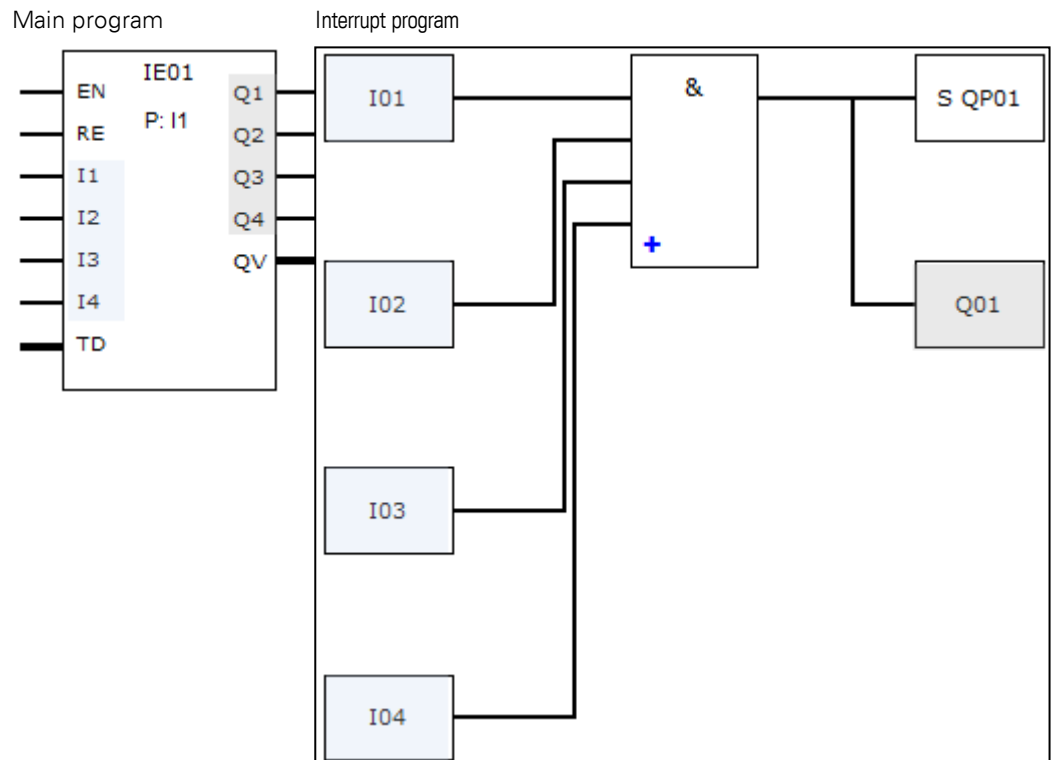 Main program
Interrupt program
IE01
P: I1
EN
RE
I1
I2
I3
I4
TD
Q1
Q2
Q3
Q4
QV
I01
I02
I03
I04
&
+
S QP01
Q01